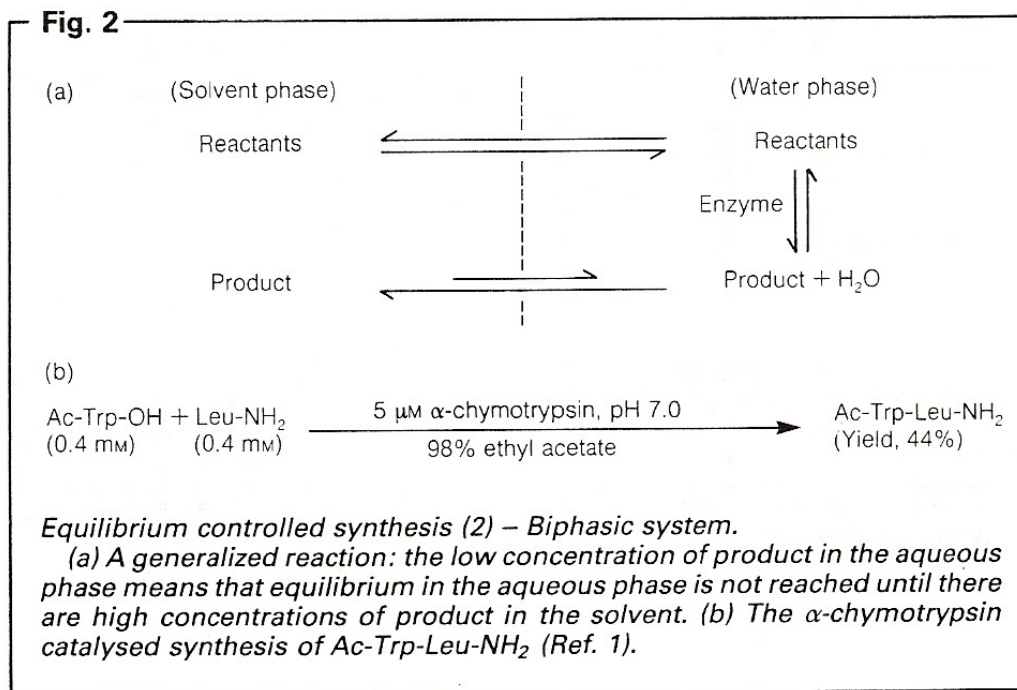 Fig. 2
(a) (Solvent phase) (Water phase)
Reactants Reactants
Enzyme
Product Product + H₂O
(b)
Ac-Trp-OH + Leu-NH₂ 5 μM α-chymotrypsin, pH 7.0 Ac-Trp-Leu-NH₂
(0.4 mM) (0.4 mM) 98% ethyl acetate (Yield, 44%)
Equilibrium controlled synthesis (2) – Biphasic system.
(a) A generalized reaction: the low concentration of product in the aqueous
phase means that equilibrium in the aqueous phase is not reached until there
are high concentrations of product in the solvent. (b) The α-chymotrypsin
catalysed synthesis of Ac-Trp-Leu-NH₂ (Ref. 1).